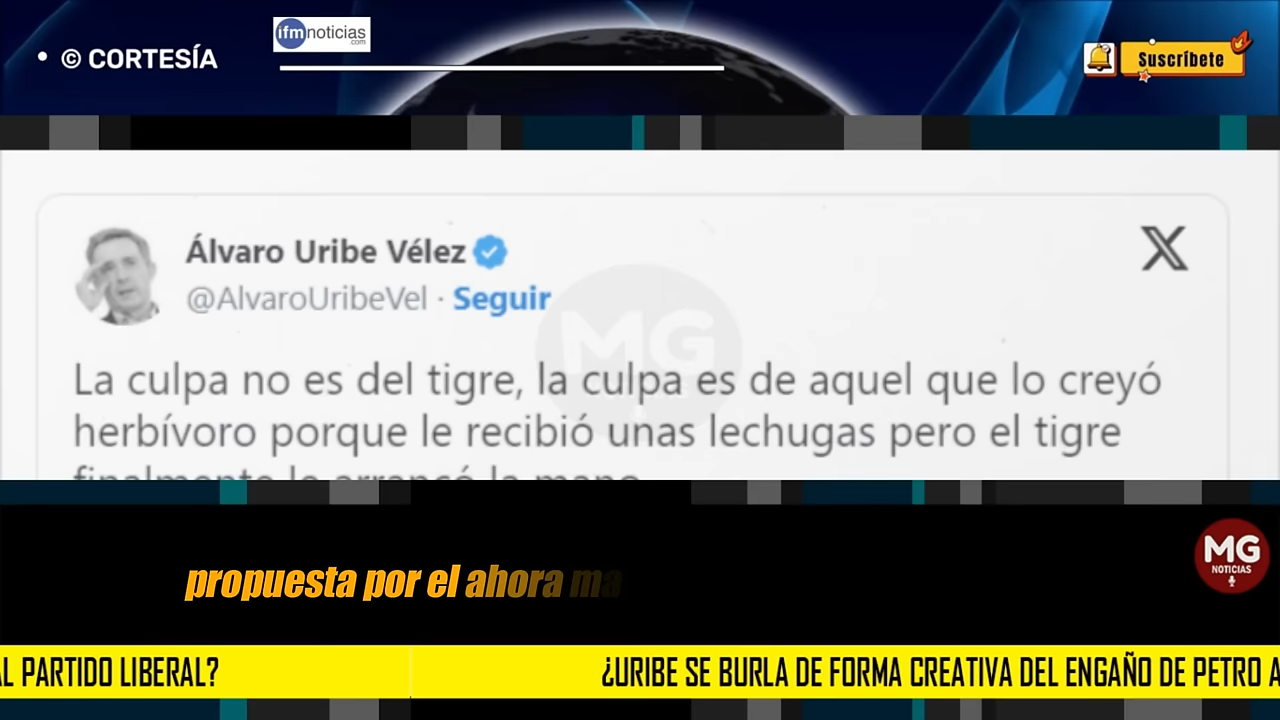 • © CORTESÍA
ifmnoticias
.com
Suscríbete
Álvaro Uribe Vélez
@AlvaroUribeVel · Seguir
X
MG
La culpa no es del tigre, la culpa es de aquel que lo creyó
herbívoro porque le recibió unas lechugas pero el tigre
finalmente le arrancó la mano
propuesta por el ahora ma
MG
NOTICIAS
AL PARTIDO LIBERAL?
¿URIBE SE BURLA DE FORMA CREATIVA DEL ENGAÑO DE PETRO A